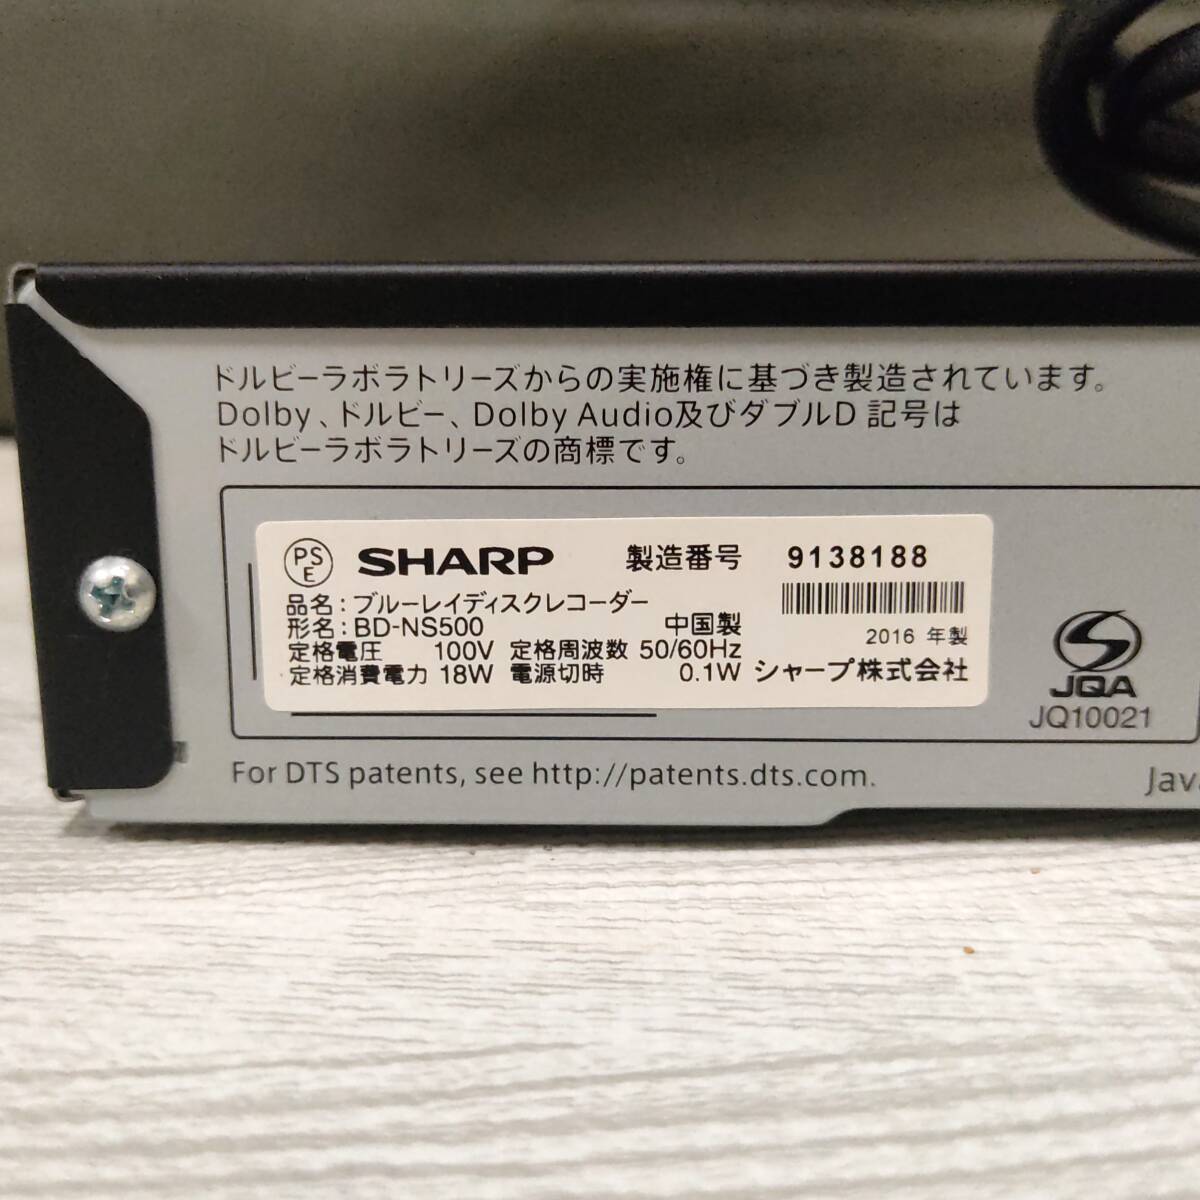 ドルビーラボラトリーズからの実施権に基づき製造されています。
Dolby、ドルビー、Dolby Audio及びダブルD 記号は
ドルビーラボラトリーズの商標です。
PS
E
SHARP 製造番号 9138188
品名：ブルーレイディスクレコーダー
形名：BD-NS500 中国製
2016 年製
定格電圧 100V 定格周波数 50/60Hz
定格消費電力 18W 電源切時 0.1W シャープ株式会社
JQA
JQ10021
For DTS patents, see http://patents.dts.com.